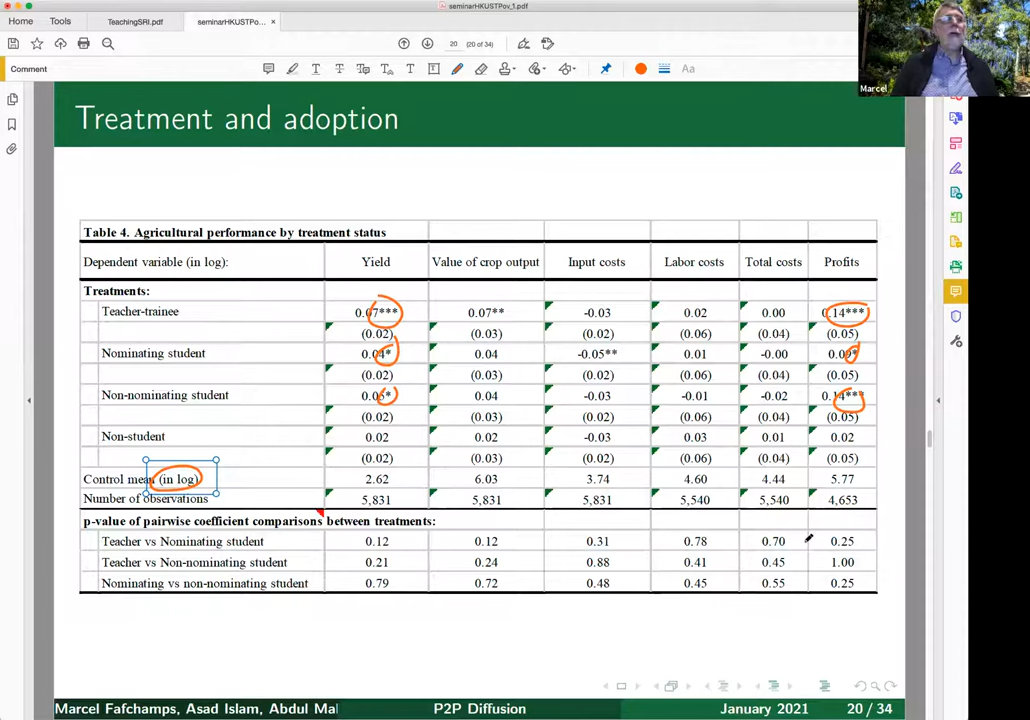 seminarHKUSTPov_1.pdf
Home Tools TeachingSRI.pdf seminarHKUSTPo... ×
20 (20 of 34)
Comment
Aa
Marcel
Treatment and adoption
Table 4. Agricultural performance by treatment status
Dependent variable (in log): Yield Value of crop output Input costs Labor costs Total costs Profits
Treatments:
Teacher-trainee 0.07*** 0.07** -0.03 0.02 0.00 0.14***
(0.02) (0.03) (0.02) (0.06) (0.04) (0.05)
Nominating student 0.04* 0.04 -0.05** 0.01 -0.00 0.09*
(0.02) (0.03) (0.02) (0.06) (0.04) (0.05)
Non-nominating student 0.05* 0.04 -0.03 -0.01 -0.02 0.14***
(0.02) (0.03) (0.02) (0.06) (0.04) (0.05)
Non-student 0.02 0.02 -0.03 0.03 0.01 0.02
(0.02) (0.03) (0.02) (0.06) (0.04) (0.05)
Control mean (in log) 2.62 6.03 3.74 4.60 4.44 5.77
Number of observations 5,831 5,831 5,831 5,540 5,540 4,653
p-value of pairwise coefficient comparisons between treatments:
Teacher vs Nominating student 0.12 0.12 0.31 0.78 0.70 0.25
Teacher vs Non-nominating student 0.21 0.24 0.88 0.41 0.45 1.00
Nominating vs non-nominating student 0.79 0.72 0.48 0.45 0.55 0.25
Marcel Fafchamps, Asad Islam, Abdul Mal P2P Diffusion January 2021 20 / 34